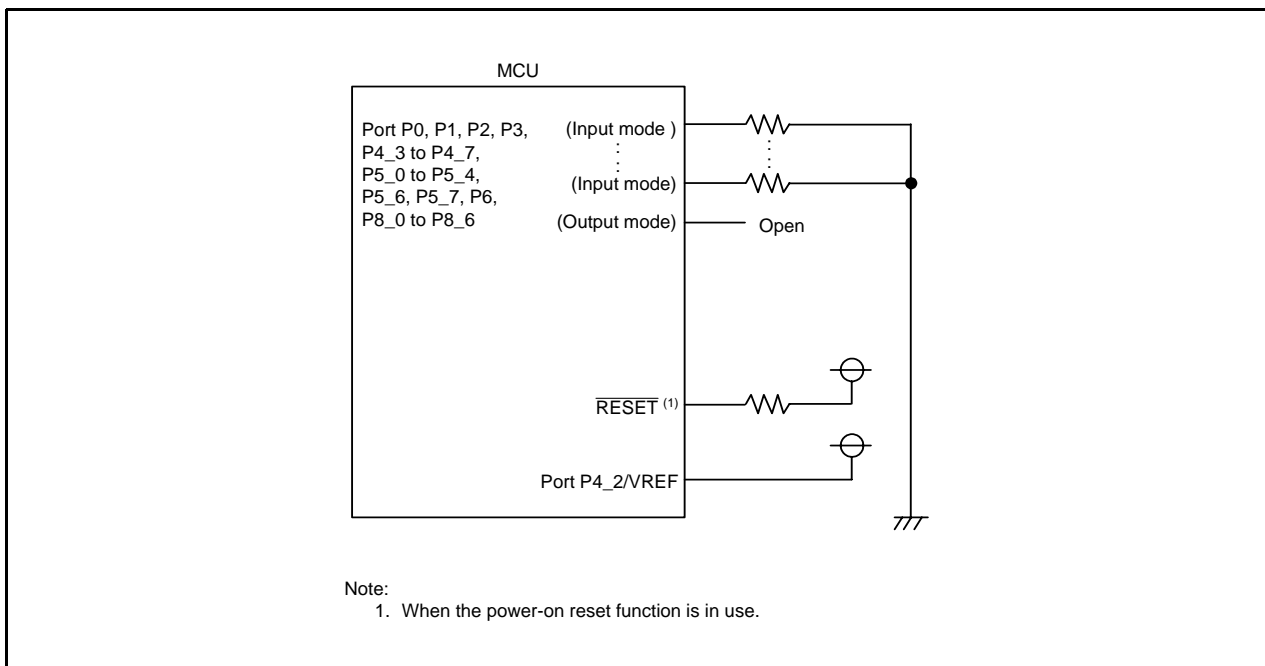 MCU
Port P0, P1, P2, P3,
P4_3 to P4_7,
P5_0 to P5_4,
P5_6, P5_7, P6,
P8_0 to P8_6
(Input mode )
(Input mode)
(Output mode)
Open
RESET (1)
Port P4_2/VREF
Note:
1. When the power-on reset function is in use.